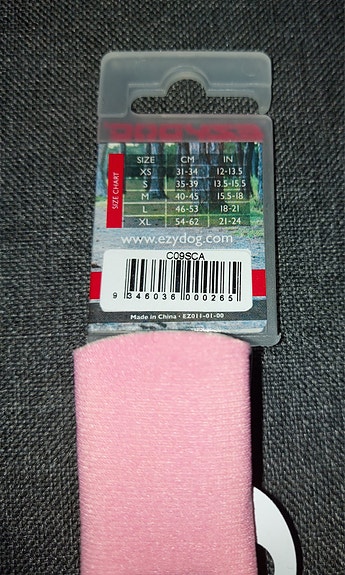 SIZE CHART
SIZE CM IN
XS 31-34 12-13.5
S 35-39 13.5-15.5
M 40-45 15.5-18
L 46-53 18-21
XL 54-62 21-24
www.ezydog.com
C09SCA
9 346036 000265
Made in China • EZ011-01-00